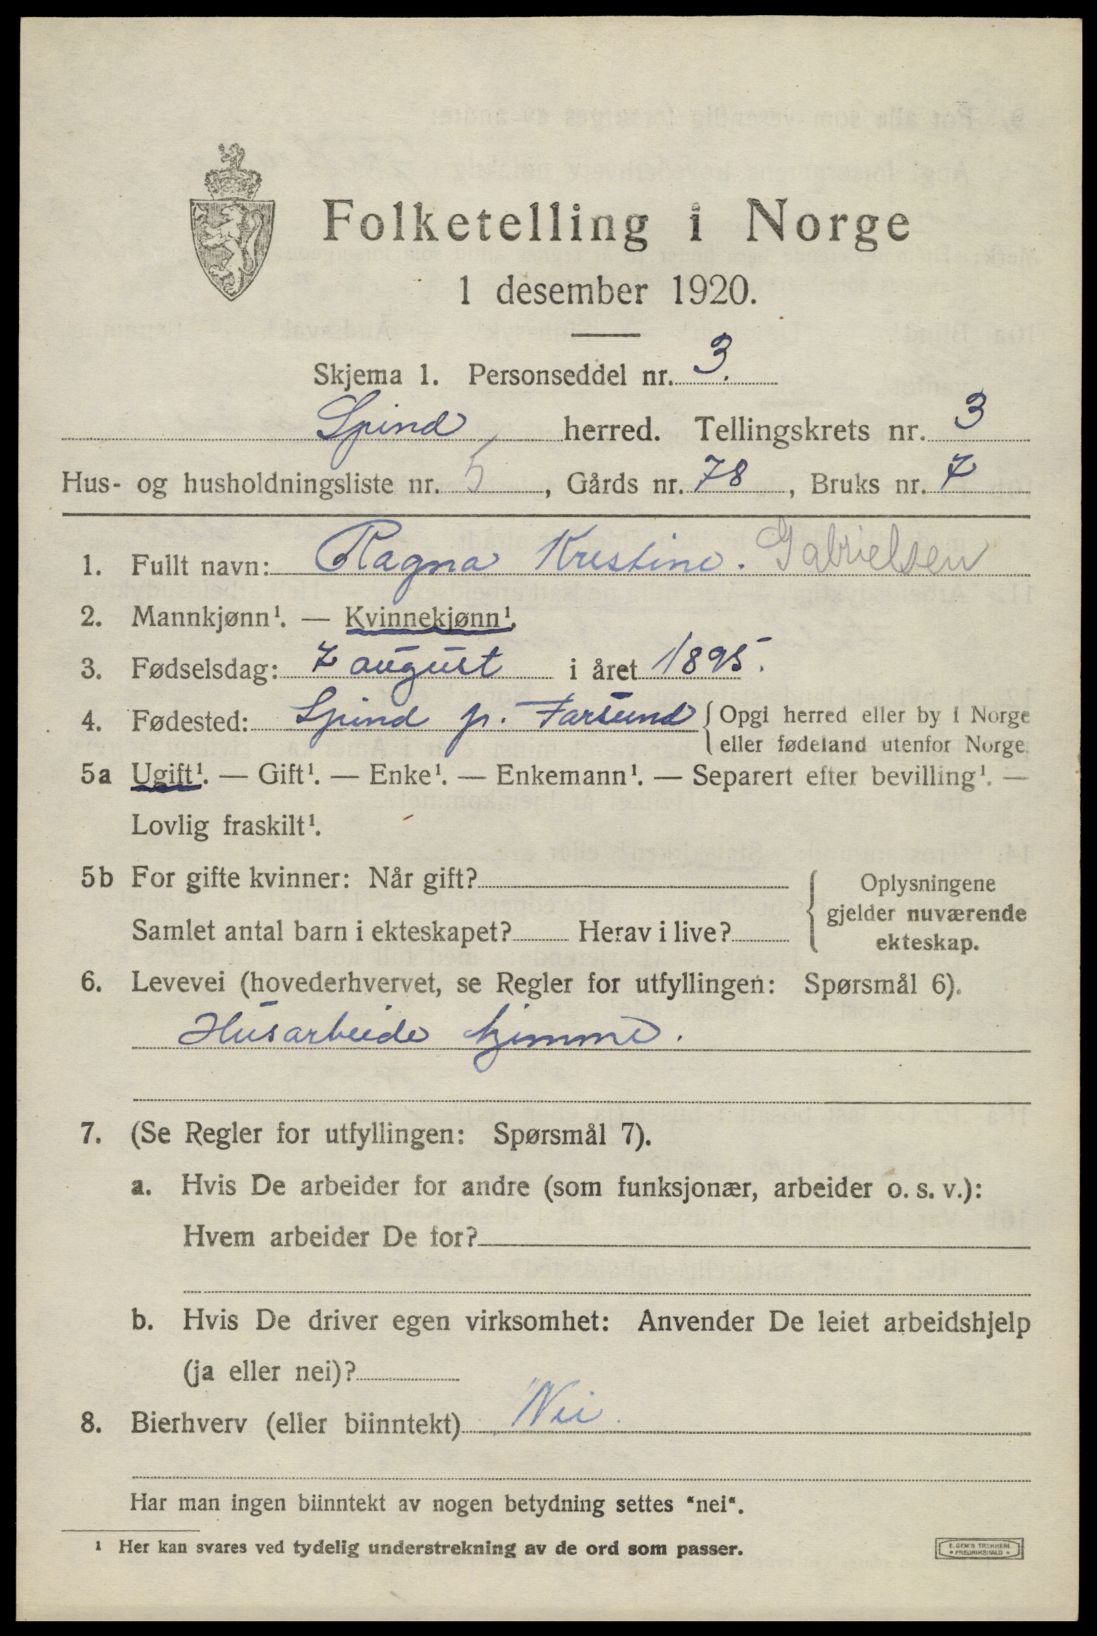 Folketelling i Norge
1 desember 1920.
Skjema 1. Personseddel nr. 3.
Spind herred. Tellingskrets nr. 3
Hus- og husholdningsliste nr. 5, Gårds nr. 78, Bruks nr. 7
1. Fullt navn: Ragna Kristine. Gabrielsen
2. Mannkjønn¹. — Kvinnekjønn¹.
3. Fødselsdag: 7 august i året 1895.
4. Fødested: Spind pr. Farsund { Opgi herred eller by i Norge
eller fødeland utenfor Norge.
5a Ugift¹. — Gift¹. — Enke¹. — Enkemann¹. — Separert efter bevilling¹. —
Lovlig fraskilt¹.
5b For gifte kvinner: Når gift?
Samlet antal barn i ekteskapet? Herav i live?
Oplysningene
gjelder nuværende
ekteskap.
6. Levevei (hovederhvervet, se Regler for utfyllingen: Spørsmål 6).
Husarbeide hjemme.
7. (Se Regler for utfyllingen: Spørsmål 7).
a. Hvis De arbeider for andre (som funksjonær, arbeider o. s. v.):
Hvem arbeider De for?
b. Hvis De driver egen virksomhet: Anvender De leiet arbeidshjelp
(ja eller nei)?
8. Bierhverv (eller biinntekt) Nei.
Har man ingen biinntekt av nogen betydning settes "nei".
¹ Her kan svares ved tydelig understrekning av de ord som passer.
E. SEM'S TRYKKERI
• FREDRIKSHALD •